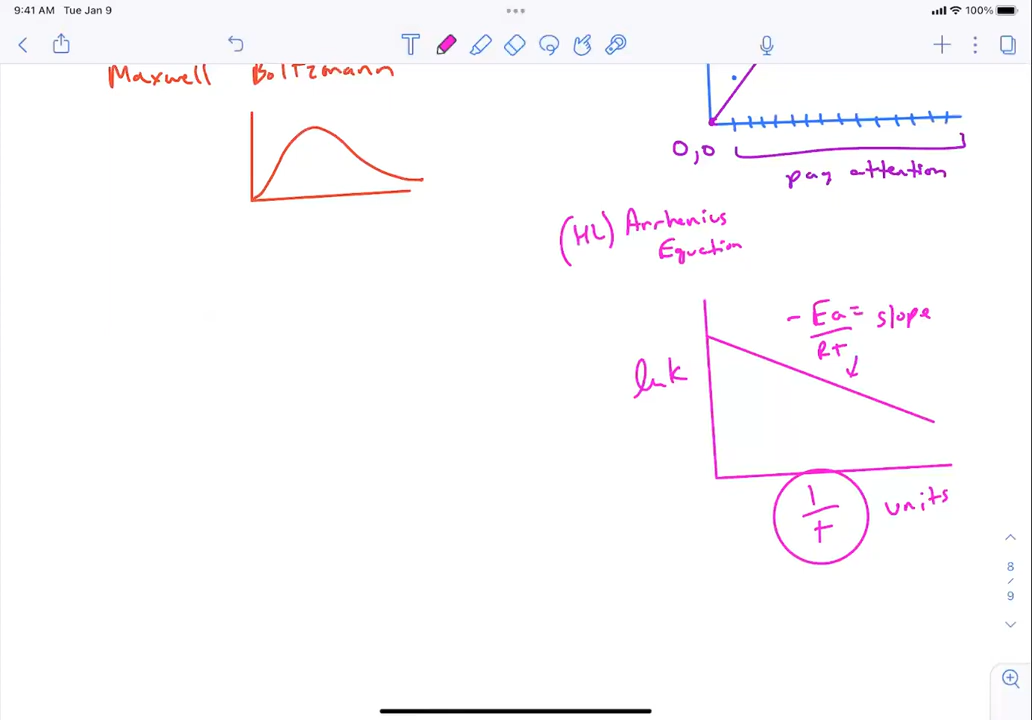 9:41 AM Tue Jan 9
100%
T
Maxwell Boltzmann
0,0
pay attention
(HL) Arrhenius
Equation
- Ea = slope
RT
lnk
1
T
units
8
/
9